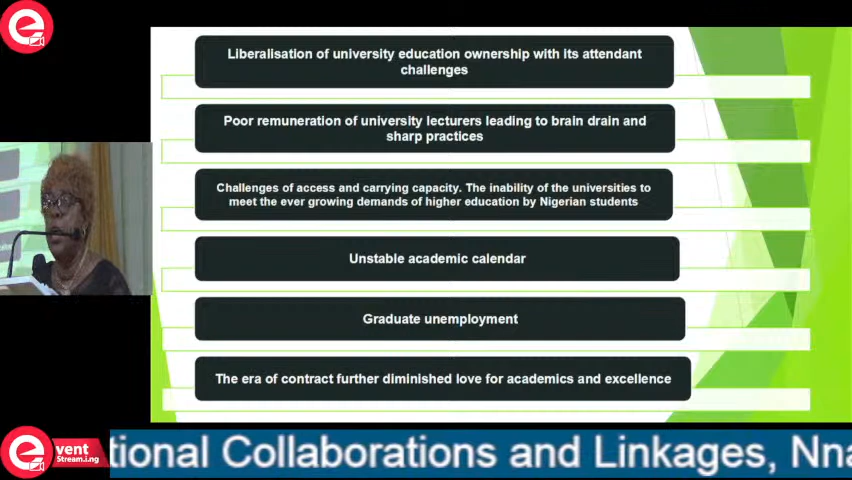 Liberalisation of university education ownership with its attendant
challenges
Poor remuneration of university lecturers leading to brain drain and
sharp practices
Challenges of access and carrying capacity. The inability of the universities to
meet the ever growing demands of higher education by Nigerian students
Unstable academic calendar
Graduate unemployment
The era of contract further diminished love for academics and excellence
e
vent
Stream.i.ng
tional Collaborations and Linkages, Nna